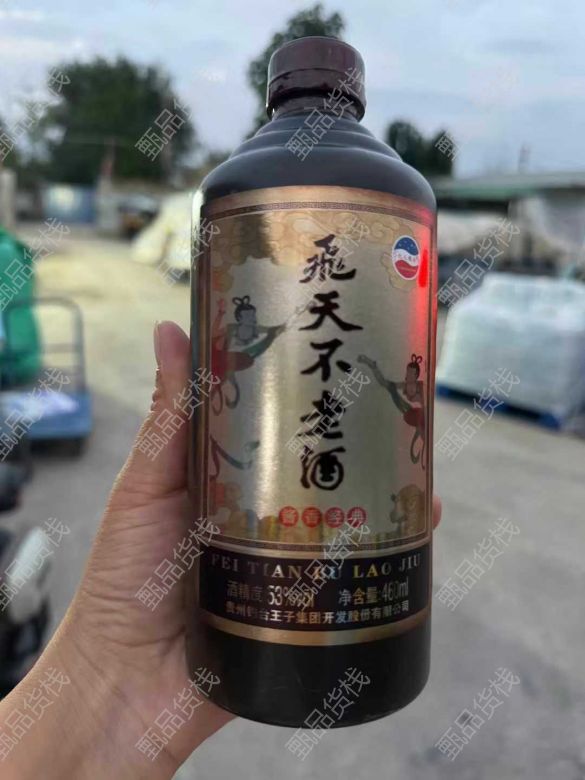 飛天不老酒
酱香经典
FEI TIAN BU LAO JIU
酒精度:53%vol 净含量:460ml
贵州钓台王子集团开发股份有限公司
甄品货栈